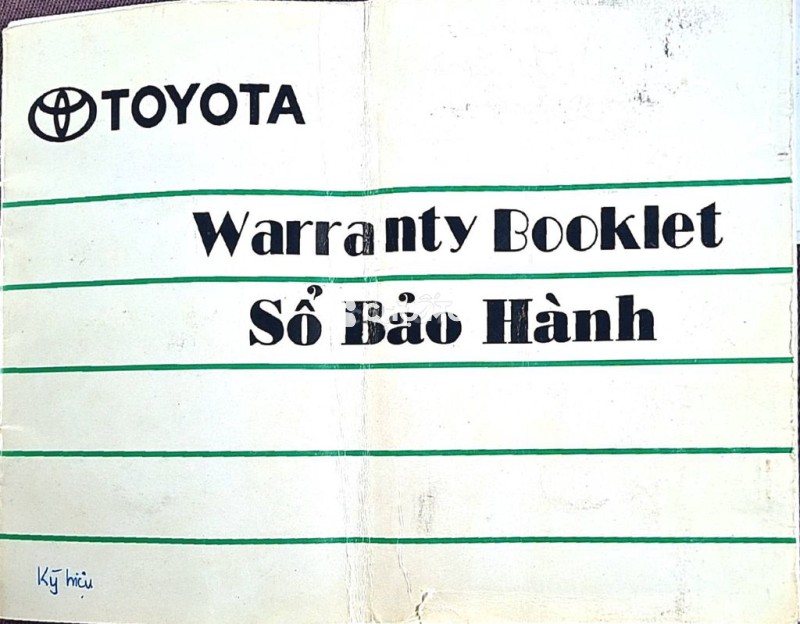 TOYOTA
Warranty Booklet
Sổ Bảo Hành
Ký hiệu